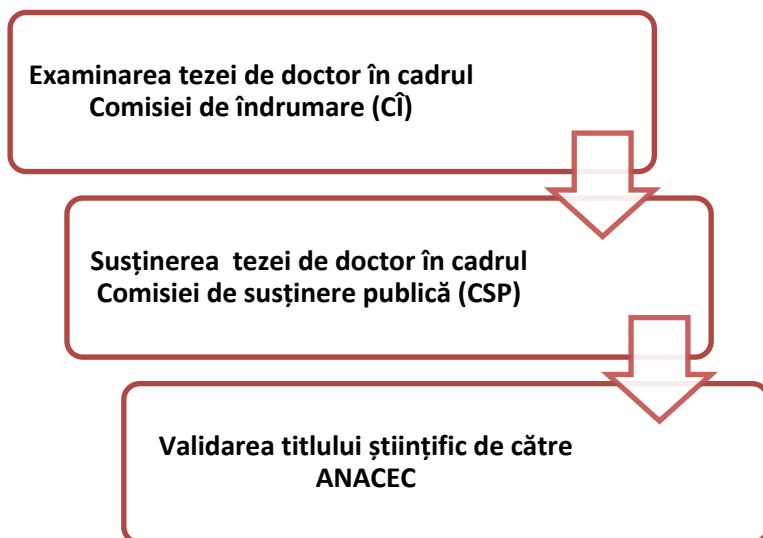 Examinarea tezei de doctor în cadrul
Comisiei de îndrumare (CÎ)
Susținerea tezei de doctor în cadrul
Comisiei de susținere publică (CSP)
Validarea titlului științific de către
ANACEC